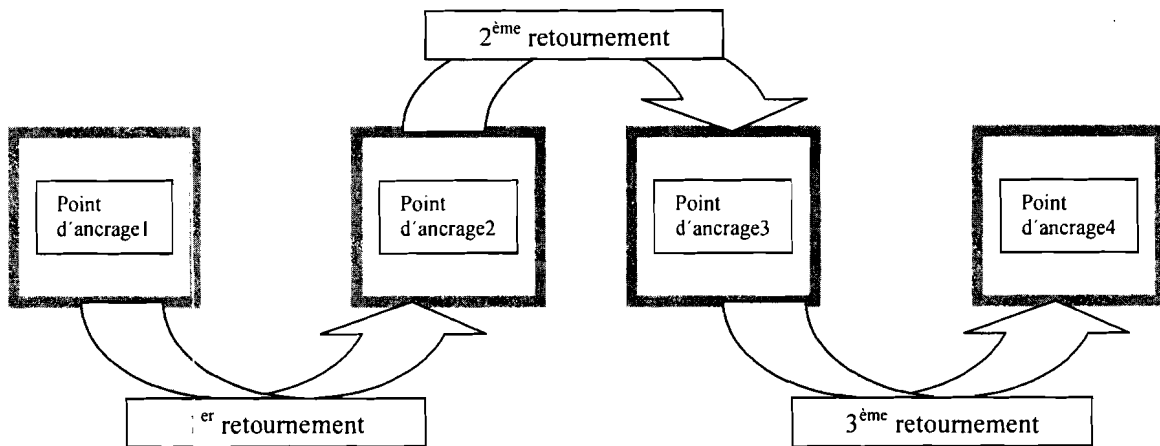 2ème retournement
Point
d´ancrage1
Point
d´ancrage2
Point
d´ancrage3
Point
d´ancrage4
er retournement
3ème retournement